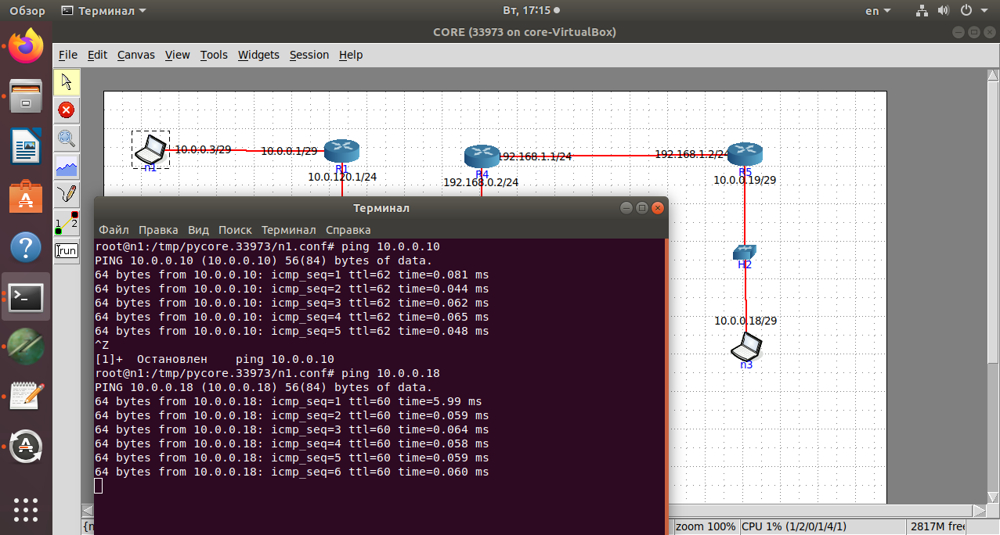 Обзор
Терминал
Вт, 17:15
en
CORE (33973 on core-VirtualBox)
File Edit Canvas View Tools Widgets Session Help
10.0.0.3/29
10.0.0.1/29
n1
R1
10.0.120.1/24
192.168.1.1/24
R4
192.168.0.2/24
192.168.1.2/24
R5
10.0.0.19/29
H2
10.0.0.18/29
n3
1 2
run
Терминал
Файл Правка Вид Поиск Терминал Справка
root@n1:/tmp/pycore.33973/n1.conf# ping 10.0.0.10
PING 10.0.0.10 (10.0.0.10) 56(84) bytes of data.
64 bytes from 10.0.0.10: icmp_seq=1 ttl=62 time=0.081 ms
64 bytes from 10.0.0.10: icmp_seq=2 ttl=62 time=0.044 ms
64 bytes from 10.0.0.10: icmp_seq=3 ttl=62 time=0.062 ms
64 bytes from 10.0.0.10: icmp_seq=4 ttl=62 time=0.065 ms
64 bytes from 10.0.0.10: icmp_seq=5 ttl=62 time=0.048 ms
^Z
[1]+  Остановлен    ping 10.0.0.10
root@n1:/tmp/pycore.33973/n1.conf# ping 10.0.0.18
PING 10.0.0.18 (10.0.0.18) 56(84) bytes of data.
64 bytes from 10.0.0.18: icmp_seq=1 ttl=60 time=5.99 ms
64 bytes from 10.0.0.18: icmp_seq=2 ttl=60 time=0.059 ms
64 bytes from 10.0.0.18: icmp_seq=3 ttl=60 time=0.064 ms
64 bytes from 10.0.0.18: icmp_seq=4 ttl=60 time=0.058 ms
64 bytes from 10.0.0.18: icmp_seq=5 ttl=60 time=0.059 ms
64 bytes from 10.0.0.18: icmp_seq=6 ttl=60 time=0.060 ms
zoom 100%
CPU 1% (1/2/0/1/4/1)
2817M free